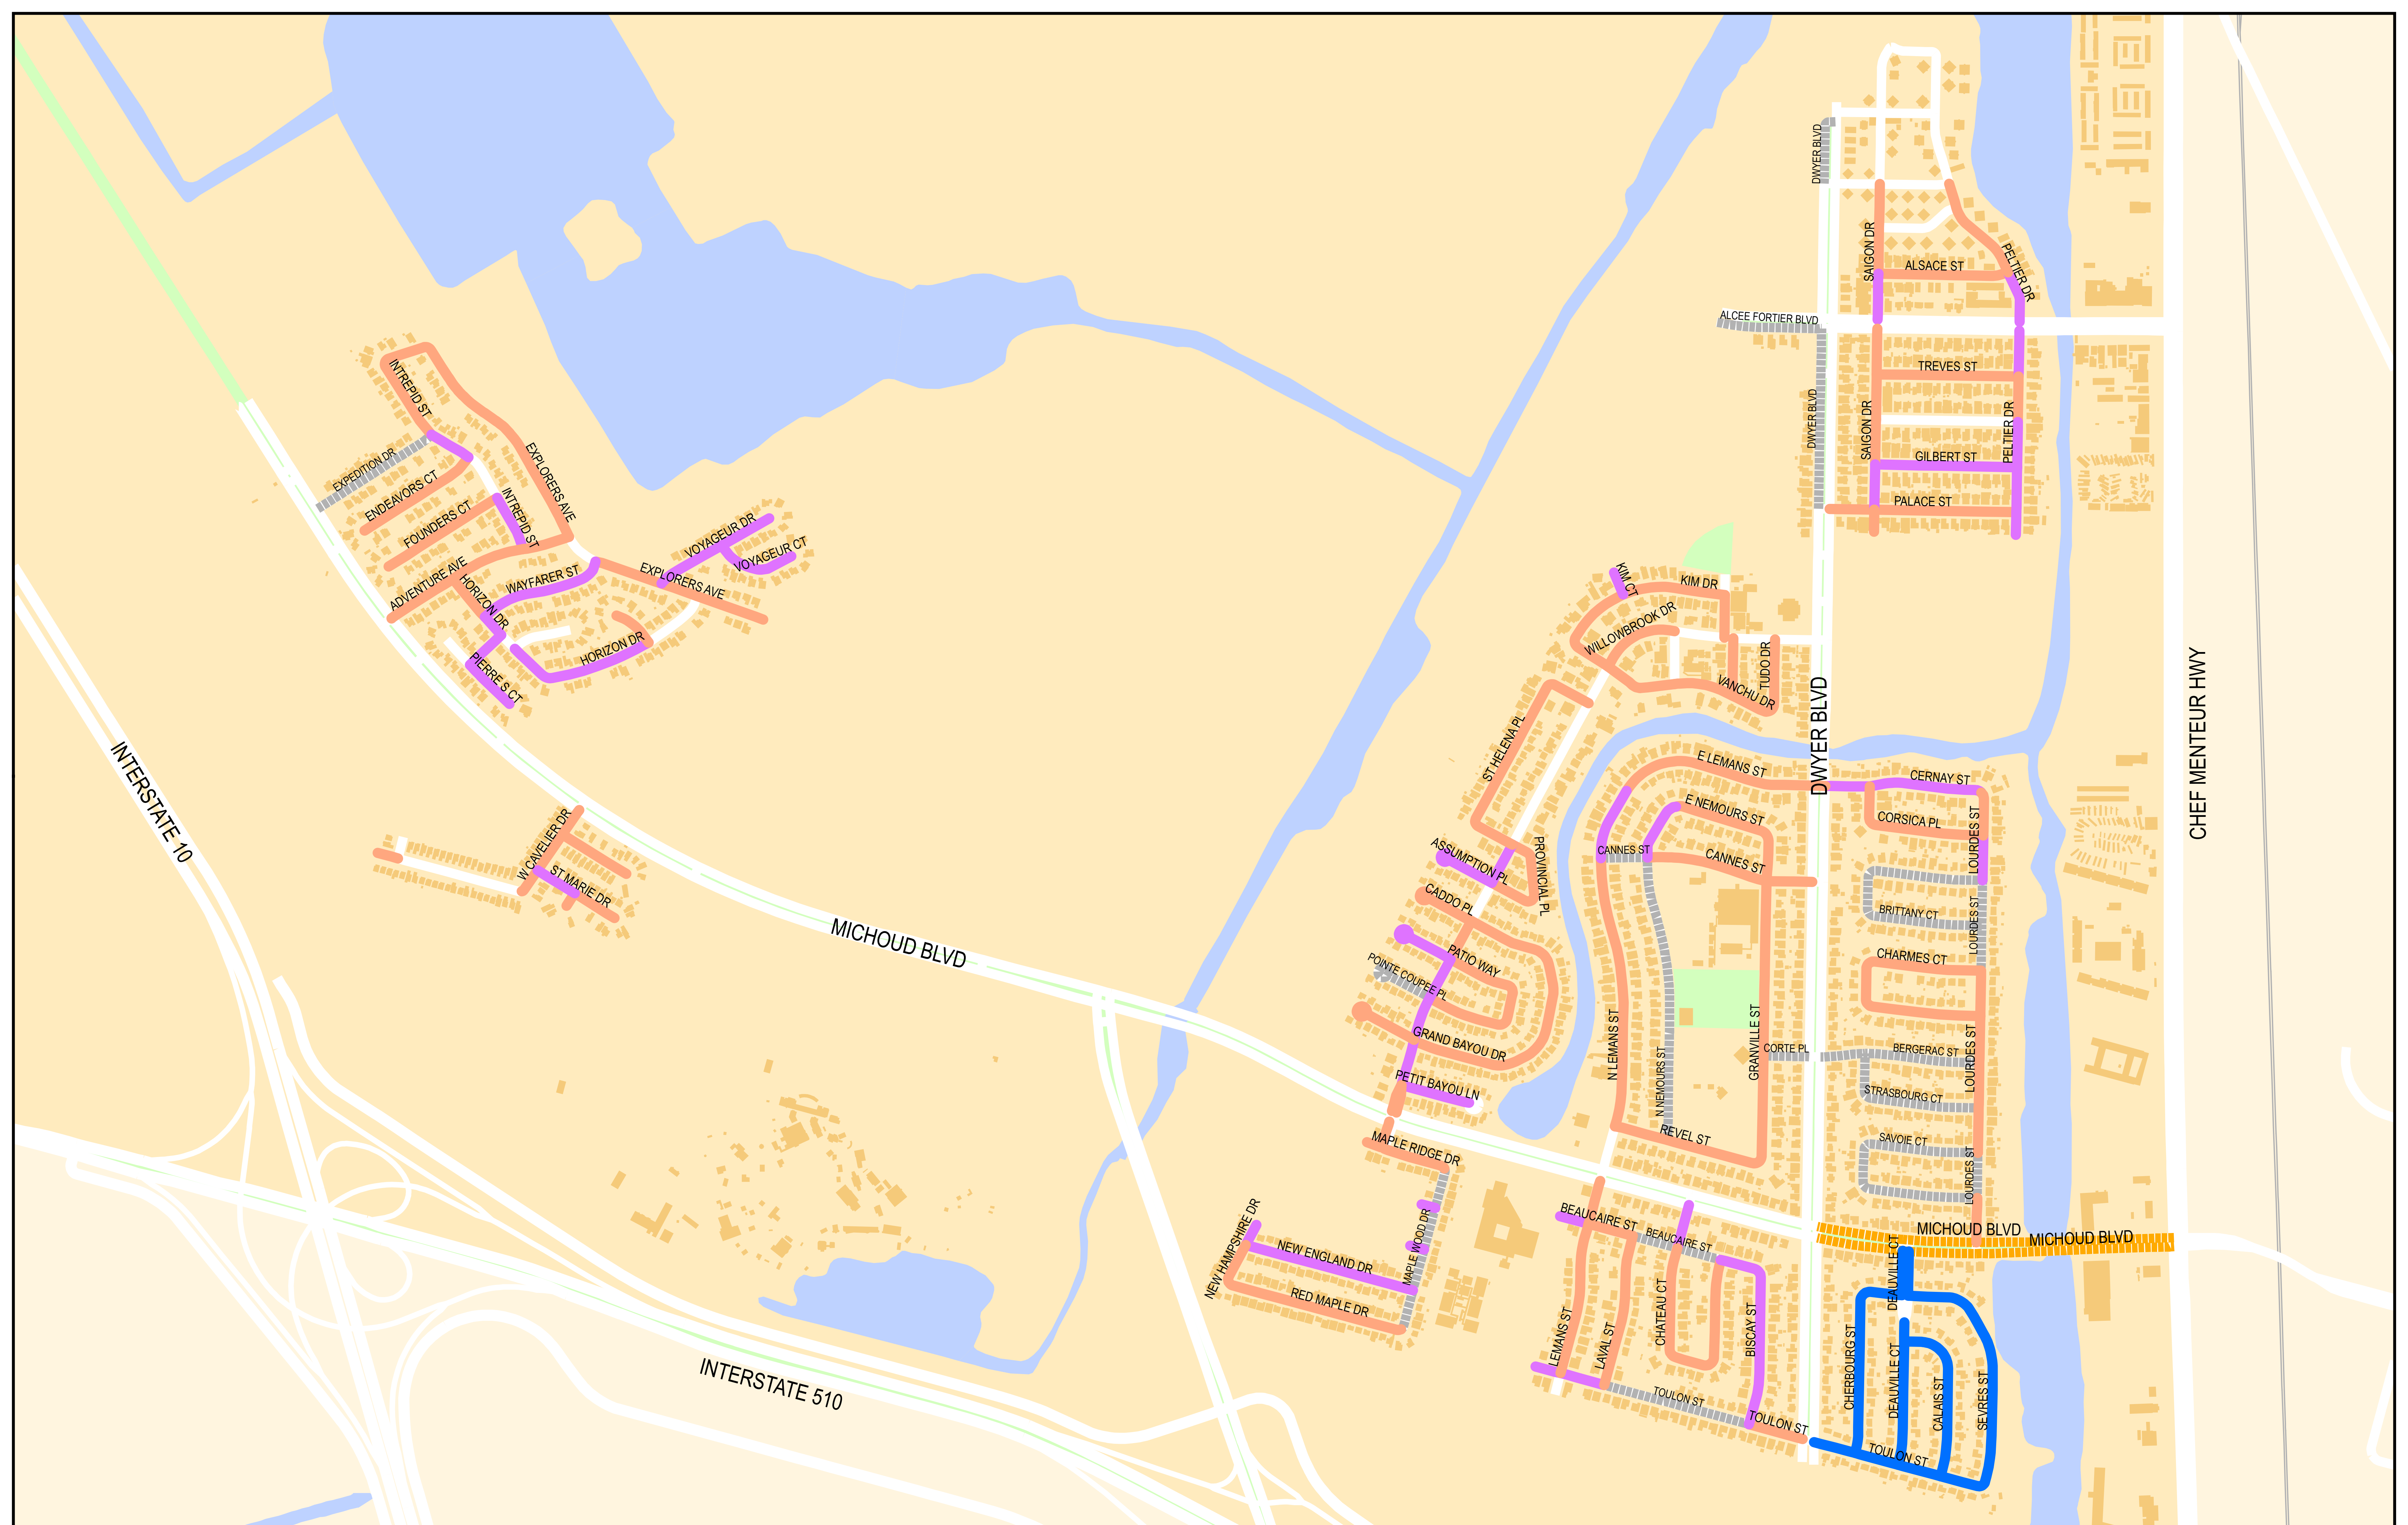 DWYER BLVD
SAIGON DR
ALSACE ST
PELTIER DR
ALCEE FORTIER BLVD
TREVES ST
DWYER BLVD
SAIGON DR
PELTIER DR
GILBERT ST
PALACE ST
INTREPID ST
EXPLORERS AVE
EXPEDITION DR
ENDEAVORS CT
FOUNDERS CT
INTREPID ST
ADVENTURE AVE
HORIZON DR
WAYFARER ST
VOYAGEUR DR
VOYAGEUR CT
EXPLORERS AVE
HORIZON DR
PIERRE S CT
KIM CT
KIM DR
WILLOWBROOK DR
TUDO DR
VANCHU DR
DWYER BLVD
CHEF MENTEUR HWY
INTERSTATE 10
ST HELENA PL
E LEMANS ST
CERNAY ST
E NEMOURS ST
CORSICA PL
LOURDES ST
W CAVELIER DR
ST MARIE DR
ASSUMPTION PL
PROVINICIAL PL
CANNES ST
CANNES ST
CADDO PL
BRITTANY CT
LOURDES ST
MICHOUD BLVD
PATIO WAY
POINTE COUPEE PL
CHARMES CT
GRAND BAYOU DR
N LEMANS ST
N NEMOURS ST
GRANVILLE ST
CORTE PL
BERGERAC ST
LOURDES ST
PETIT BAYOU LN
STRASBOURG CT
REVEL ST
SAVOIE CT
LOURDES ST
MAPLE RIDGE DR
NEW HAMPSHIRE DR
NEW ENGLAND DR
MAPLE WOOD DR
RED MAPLE DR
BEAUCAIRE ST
BEAUCAIRE ST
MICHOUD BLVD
MICHOUD BLVD
DEAUVILLE CT
LEMANS ST
LAVAL ST
CHATEAU CT
BISCAY ST
CHERBOURG ST
DEAUVILLE CT
CALAIS ST
SEVRES ST
INTERSTATE 510
TOULON ST
TOULON ST
TOULON ST